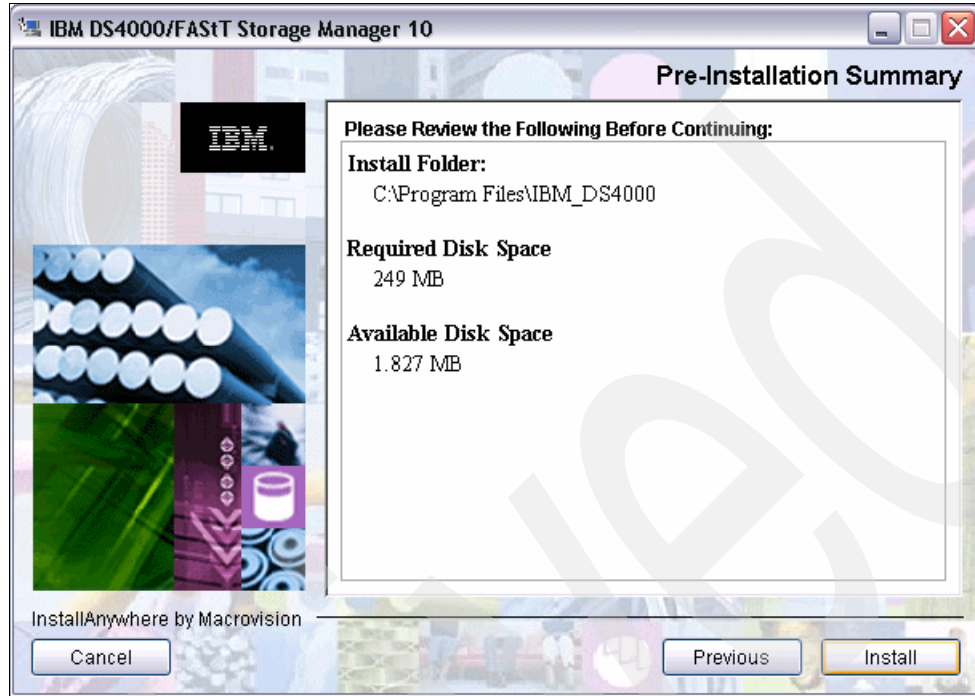 IBM DS4000/FAStT Storage Manager 10
Pre-Installation Summary
IBM.
Please Review the Following Before Continuing:
Install Folder:
C:\Program Files\IBM_DS4000
Required Disk Space
249 MB
Available Disk Space
1.827 MB
InstallAnywhere by Macrovision
Cancel
Previous
Install